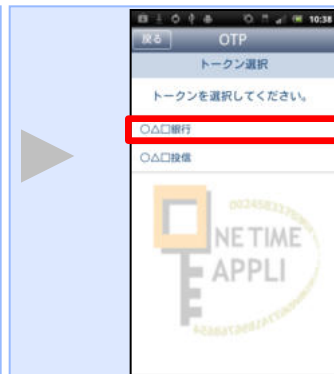 10:38
戻る OTP
トークン選択
トークンを選択してください。
○△□銀行
○△□投信
ONE TIME
APPLI